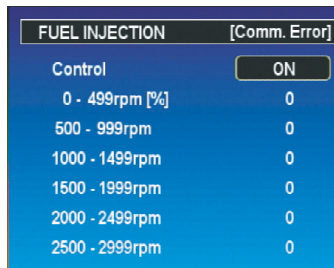 FUEL INJECTION [Comm. Error]
Control ON
0 - 499rpm [%] 0
500 - 999rpm 0
1000 - 1499rpm 0
1500 - 1999rpm 0
2000 - 2499rpm 0
2500 - 2999rpm 0